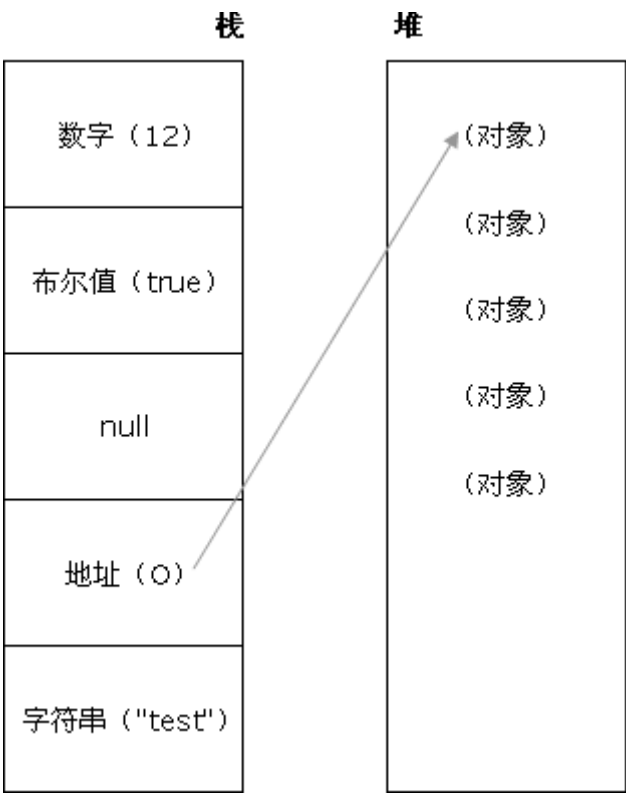 栈
堆
数字（12）
布尔值（true）
null
地址（O）
字符串（"test"）
(对象)
(对象)
(对象)
(对象)
(对象)